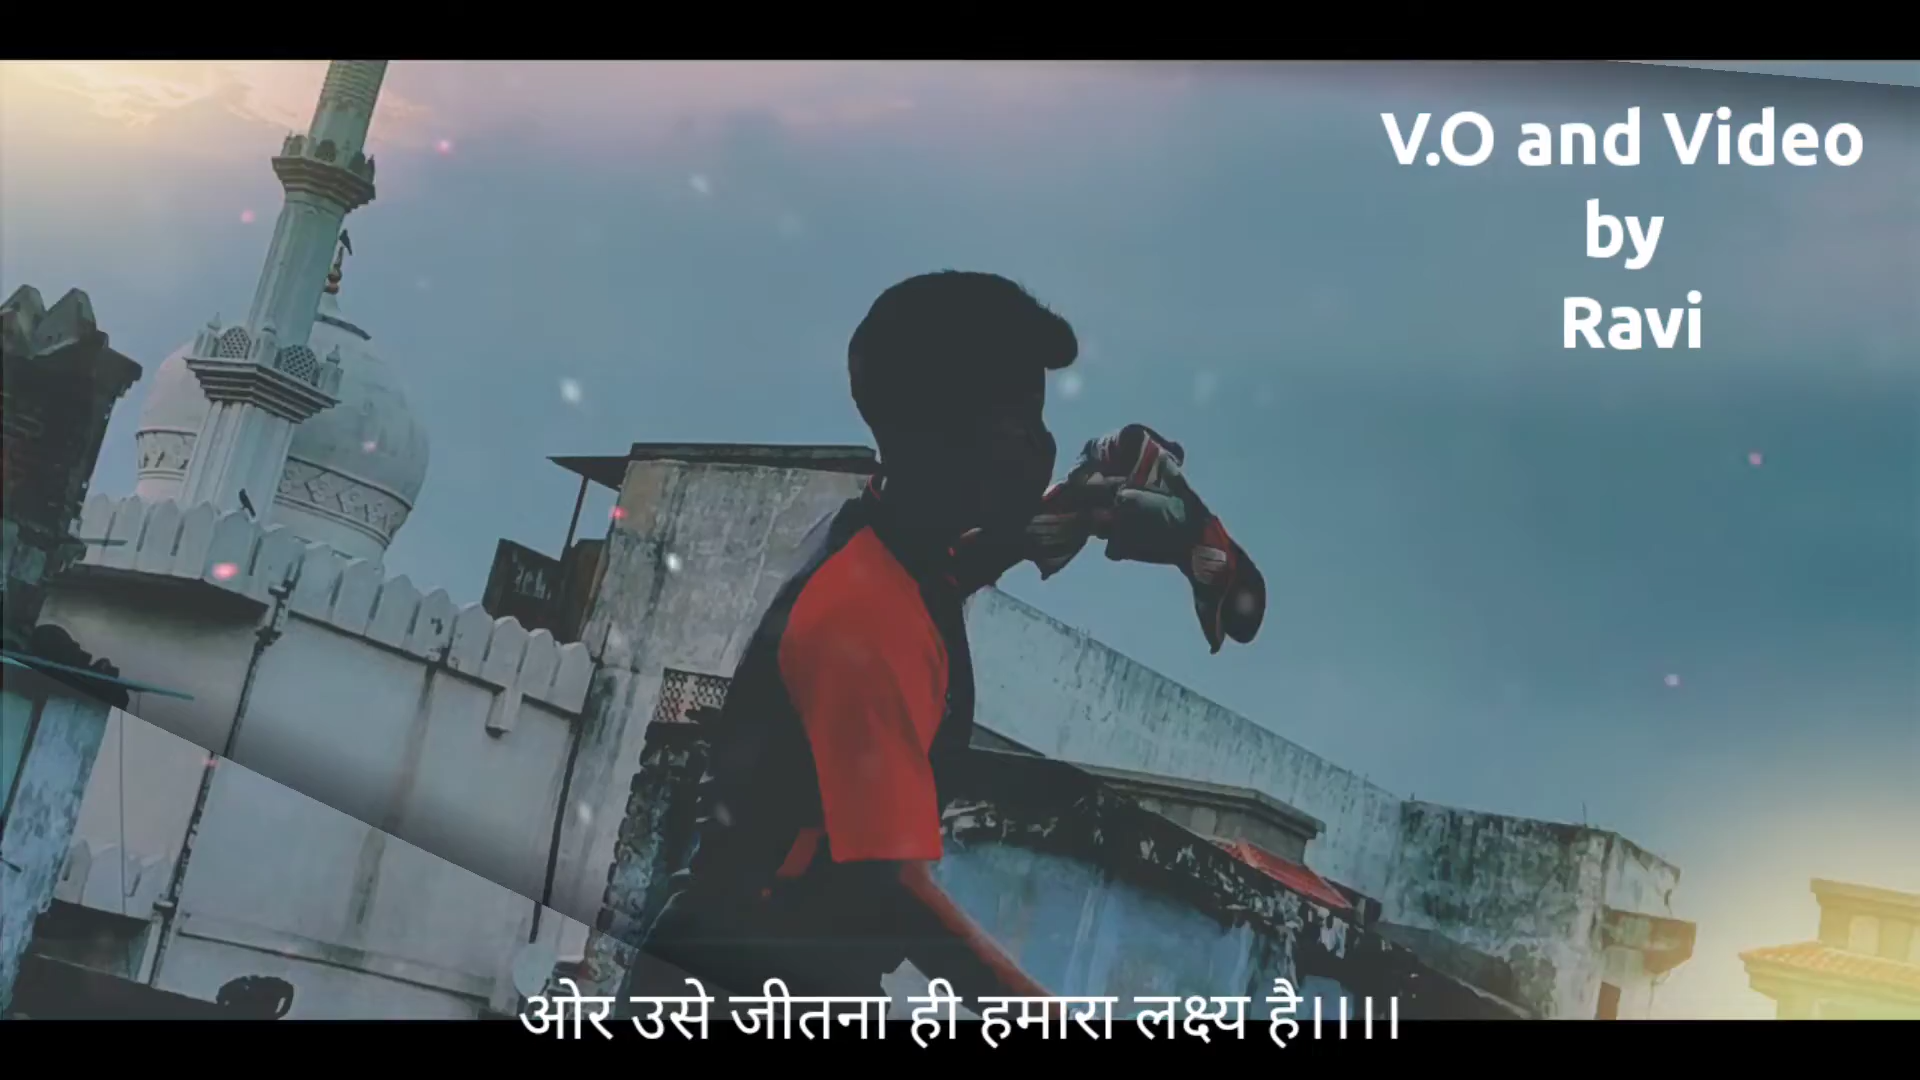 V.O and Video
by
Ravi
ओर उसे जीतना ही हमारा लक्ष्य है।।।।